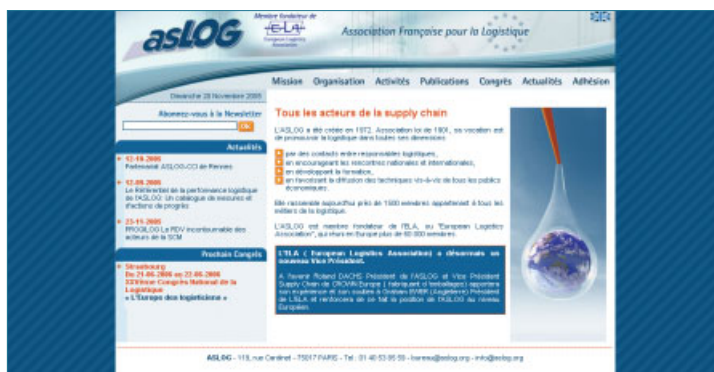 asLOG
Membre fondateur de
E-L-A
European Logistics
Association
Association Française pour la Logistique
Mission Organisation Activités Publications Congrès Actualités Adhésion
Dimanche 20 Novembre 2005
Abonnez-vous à la Newsletter
Ok
Actualités
12-10-2005
Partenariat ASLOG-CCI de Rennes
12-09-2005
Le Référentiel de la performance logistique
de l'ASLOG: Un catalogue de mesures et
d'actions de progrès
23-11-2005
PROGILOG Le RDV incontournable des
acteurs de la SCM
Prochain Congrès
Strasbourg
Du 21-06-2006 au 22-06-2006
XXVème Congrès National de la
Logistique
« L'Europe des logisticiens »
Tous les acteurs de la supply chain
L'ASLOG a été créée en 1972. Association loi de 1901, sa vocation est
de promouvoir la logistique dans toutes ses dimensions
par des contacts entre responsables logistiques,
en encourageant les rencontres nationales et internationales,
en développant la formation,
en favorisant la diffusion des techniques vis-à-vis de tous les publics
économiques.
Elle rassemble aujourd'hui près de 1500 membres appartenant à tous les
métiers de la logistique.
L'ASLOG est membre fondateur de l'ELA, ou "European Logistics
Association", qui réunit en Europe plus de 60 000 membres.
L'ELA ( European Logistics Association) a désormais un
nouveau Vice Président.
A l'avenir Roland DACHS Président de l'ASLOG et Vice Président
Supply Chain de CROWN Europe ( fabriquant d'emballages) apportera
son expérience et son soutien à Graham EWER (Angleterre) Président
de L'ELA et renforcera de ce fait la position de l'ASLOG au niveau
Européen.
ASLOG - 119, rue Cardinet - 75017 PARIS - Tel : 01 40 53 85 59 - bureau@aslog.org - info@aslog.org